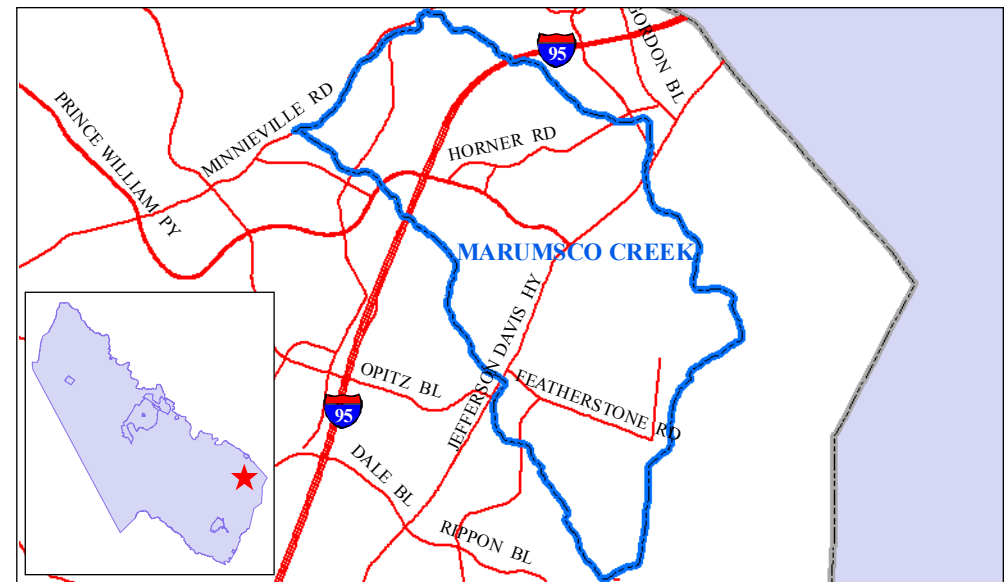 GORDON BL
95
PRINCE WILLIAM PY
MINNIEVILLE RD
HORNER RD
MARUMSCO CREEK
JEFFERSON DAVIS HY
OPITZ BL
FEATHERSTONE RD
95
DALE BL
RIPPON BL